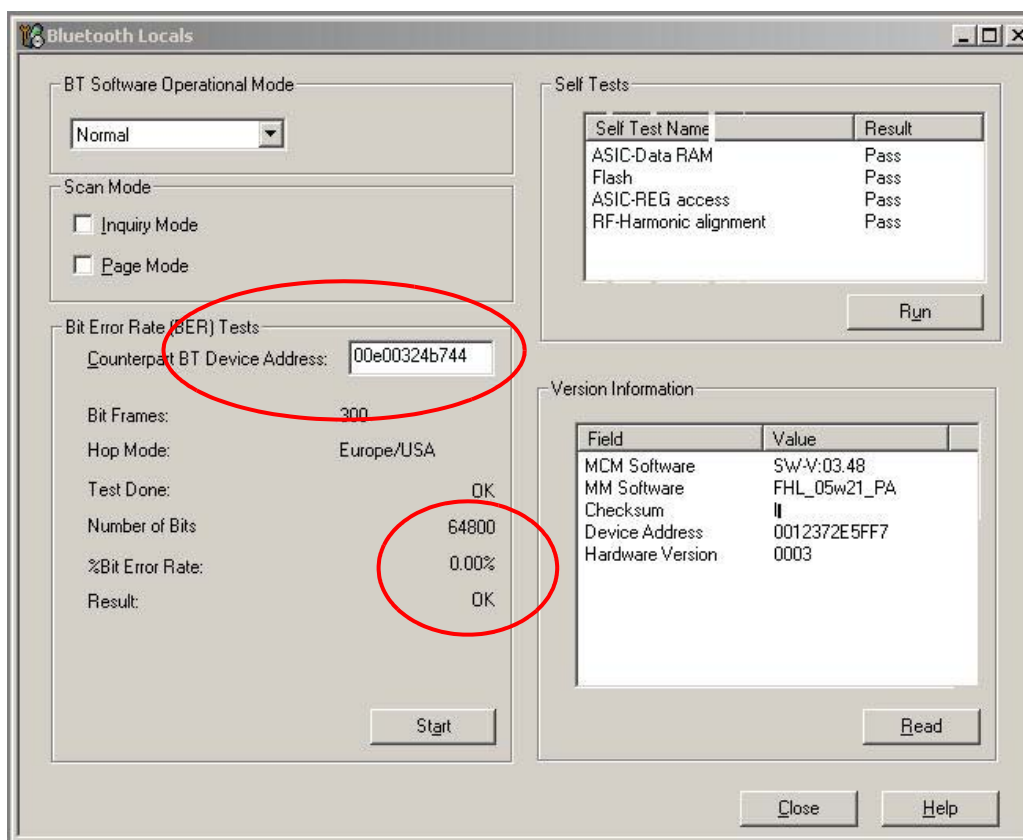 Bluetooth Locals
BT Software Operational Mode
Normal
Scan Mode
Inquiry Mode
Page Mode
Bit Error Rate (BER) Tests
Counterpart BT Device Address: 00e00324b744
Bit Frames: 300
Hop Mode: Europe/USA
Test Done: OK
Number of Bits 64800
%Bit Error Rate: 0.00%
Result: OK
Start
Self Tests
Self Test Name Result
ASIC-Data RAM Pass
Flash Pass
ASIC-REG access Pass
RF-Harmonic alignment Pass
Run
Version Information
Field Value
MCM Software SW-V:03.48
MM Software FHL_05w21_PA
Checksum
Device Address 0012372E5FF7
Hardware Version 0003
Read
Close Help